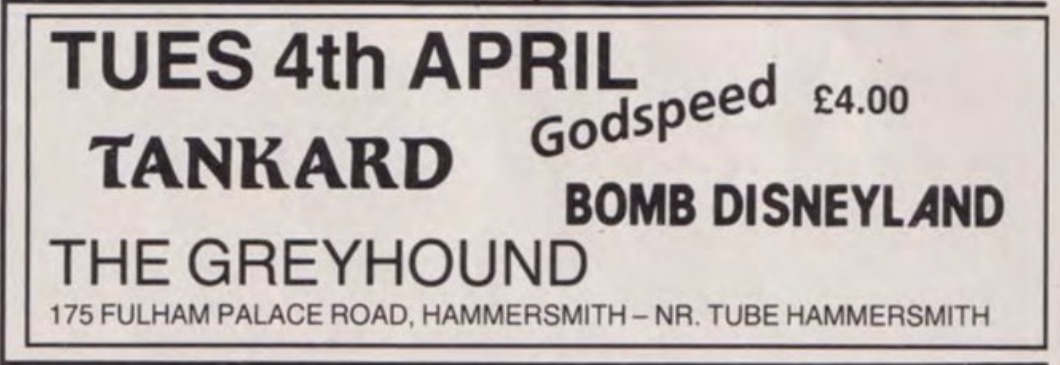 TUES 4th APRIL
Godspeed £4.00
TANKARD
BOMB DISNEYLAND
THE GREYHOUND
175 FULHAM PALACE ROAD, HAMMERSMITH – NR. TUBE HAMMERSMITH